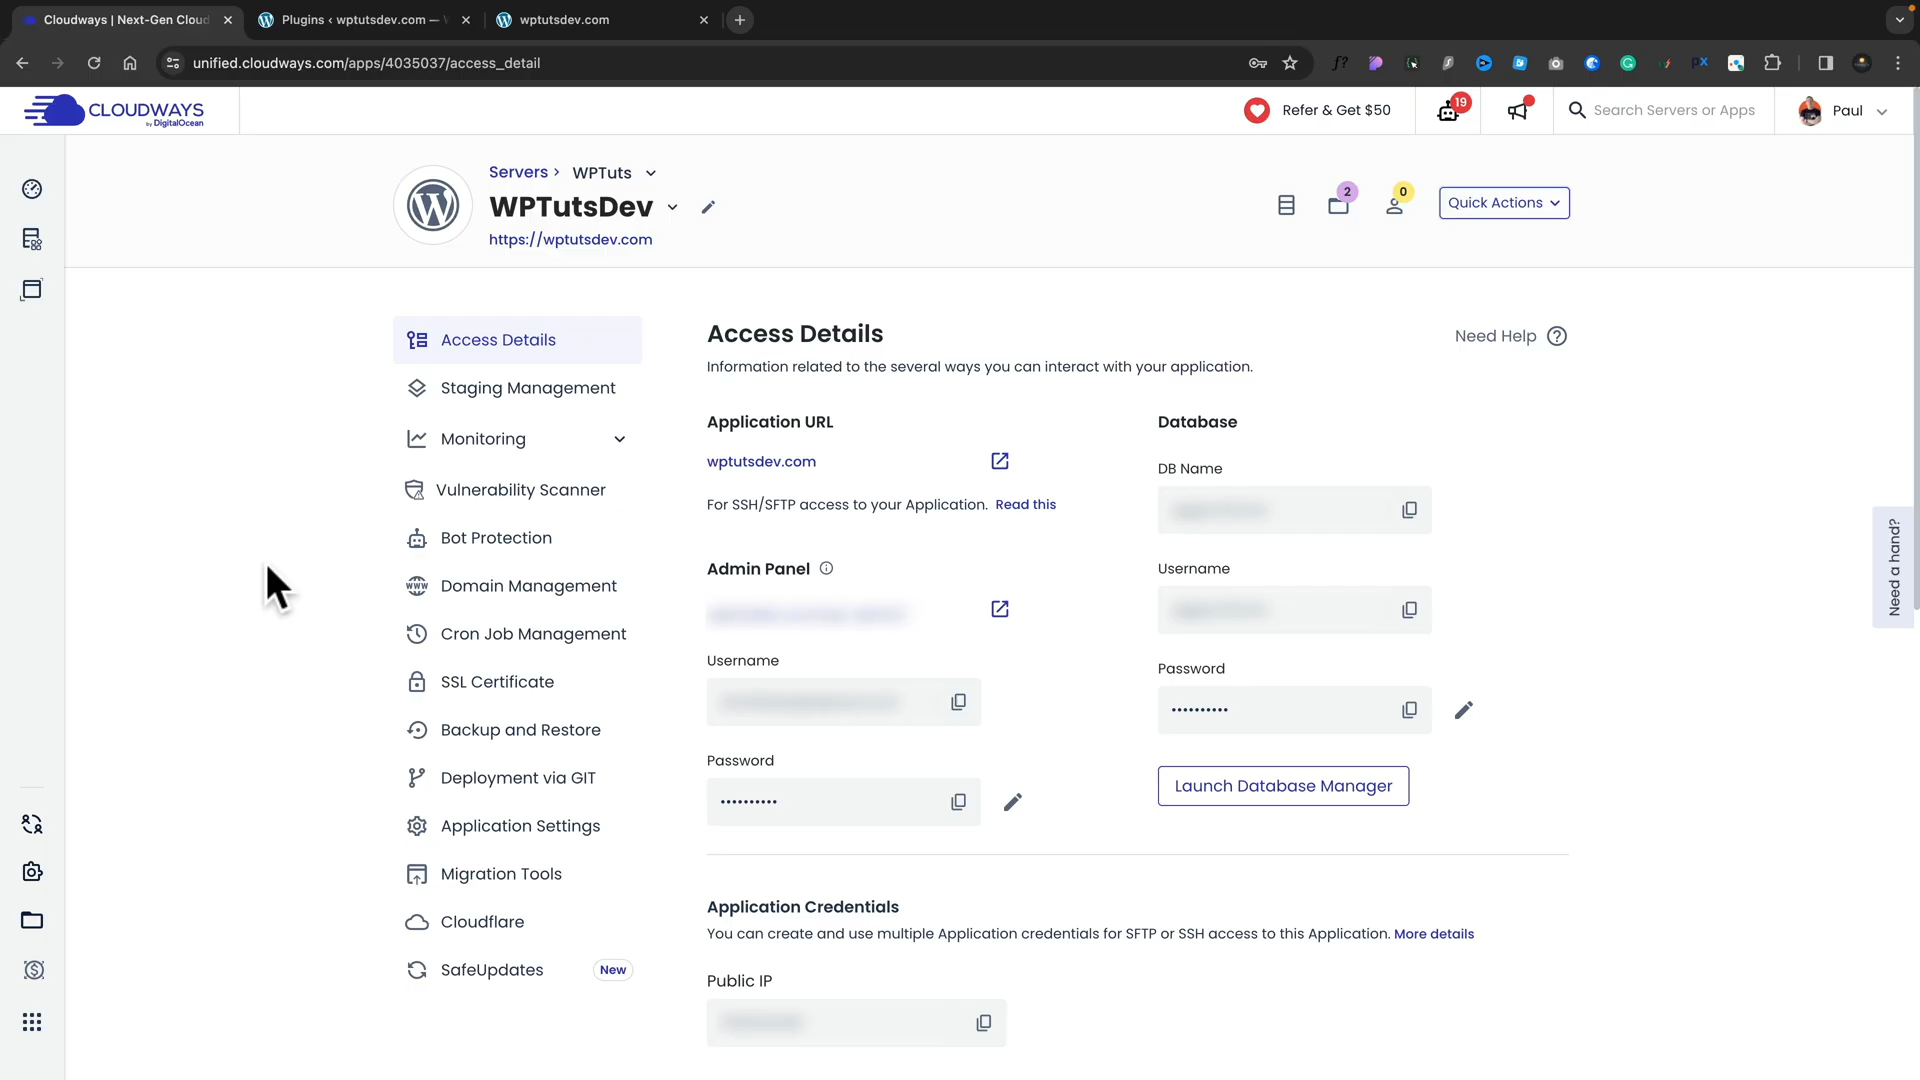 Cloudways | Next-Gen Cloud
Plugins ‹ wptutsdev.com —
wptutsdev.com
unified.cloudways.com/apps/4035037/access_detail
CLOUDWAYS
by DigitalOcean
Refer & Get $50
19
Search Servers or Apps
Paul
Servers › WPTuts
WPTutsDev
https://wptutsdev.com
2
0
Quick Actions
Access Details
Staging Management
Monitoring
Vulnerability Scanner
Bot Protection
Domain Management
Cron Job Management
SSL Certificate
Backup and Restore
Deployment via GIT
Application Settings
Migration Tools
Cloudflare
SafeUpdates New
Access Details
Need Help
Information related to the several ways you can interact with your application.
Application URL
wptutsdev.com
For SSH/SFTP access to your Application. Read this
Admin Panel
Username
Password
••••••••••
Database
DB Name
Username
Password
••••••••••
Launch Database Manager
Application Credentials
You can create and use multiple Application credentials for SFTP or SSH access to this Application. More details
Public IP
Need a hand?